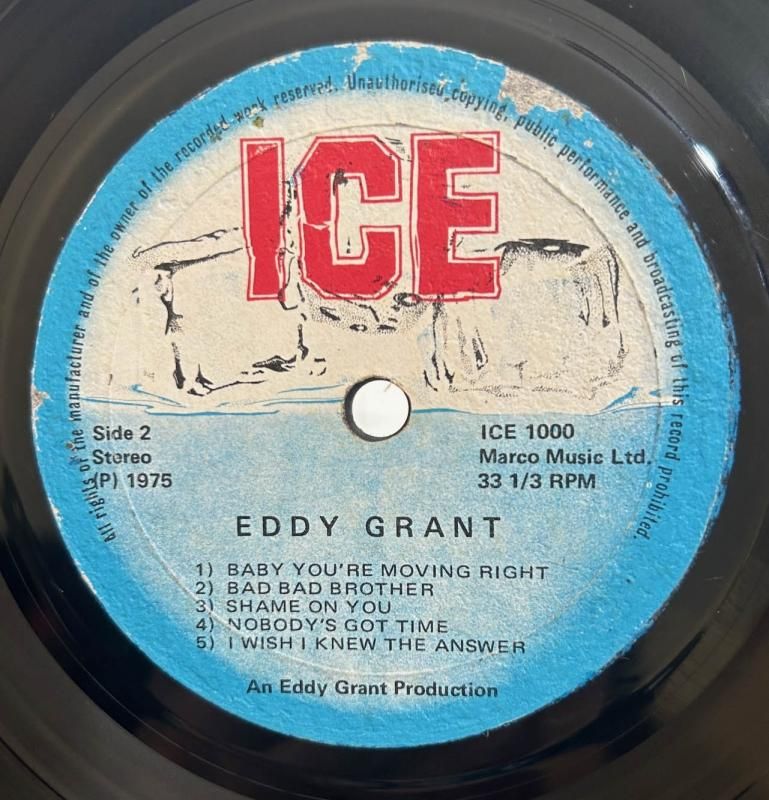 All rights of the manufacturer and of the owner of the recorded work reserved. Unauthorised copying, public performance and broadcasting of this record prohibited.
ICE
Side 2
Stereo
(P) 1975
ICE 1000
Marco Music Ltd.
33 1/3 RPM
EDDY GRANT
1) BABY YOU'RE MOVING RIGHT
2) BAD BAD BROTHER
3) SHAME ON YOU
4) NOBODY'S GOT TIME
5) I WISH I KNEW THE ANSWER
An Eddy Grant Production